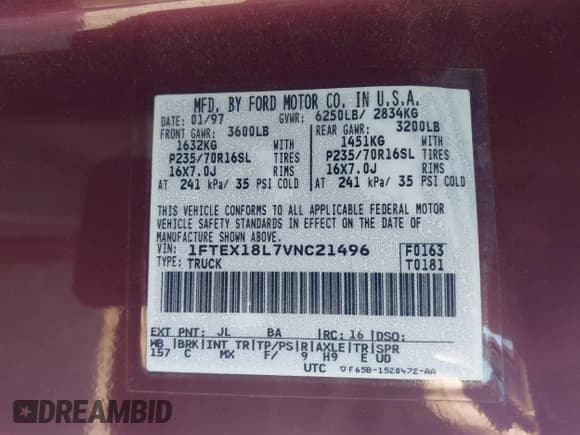 MFD. BY FORD MOTOR CO. IN U.S.A.
DATE: 01/97 GVWR: 6250LB/ 2834KG
FRONT GAWR: 3600LB REAR GAWR: 3200LB
1632KG WITH 1451KG WITH
P235/70R16SL TIRES P235/70R16SL TIRES
16X7.0J RIMS 16X7.0J RIMS
AT 241 kPa/ 35 PSI COLD AT 241 kPa/ 35 PSI COLD
THIS VEHICLE CONFORMS TO ALL APPLICABLE FEDERAL MOTOR
VEHICLE SAFETY STANDARDS IN EFFECT ON THE DATE OF
MANUFACTURE SHOWN ABOVE.
VIN: 1FTEX18L7VNC21496 F0163
TYPE: TRUCK T0181
EXT PNT: JL BA RC: 16 DSO:
WB BRK INT TR TP/PS R AXLE TR SPR
157 C MX F/ 9 H9 E UD
UTC ▽F65B-1520472-AA
DREAMBID